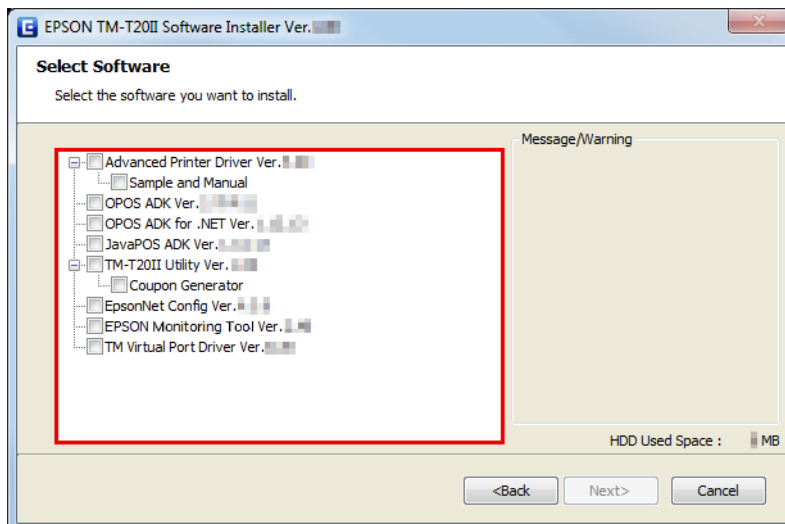 EPSON TM-T20II Software Installer Ver.
Select Software
Select the software you want to install.
Message/Warning
Advanced Printer Driver Ver.
Sample and Manual
OPOS ADK Ver.
OPOS ADK for .NET Ver.
JavaPOS ADK Ver.
TM-T20II Utility Ver.
Coupon Generator
EpsonNet Config Ver.
EPSON Monitoring Tool Ver.
TM Virtual Port Driver Ver.
HDD Used Space : MB
<Back Next> Cancel